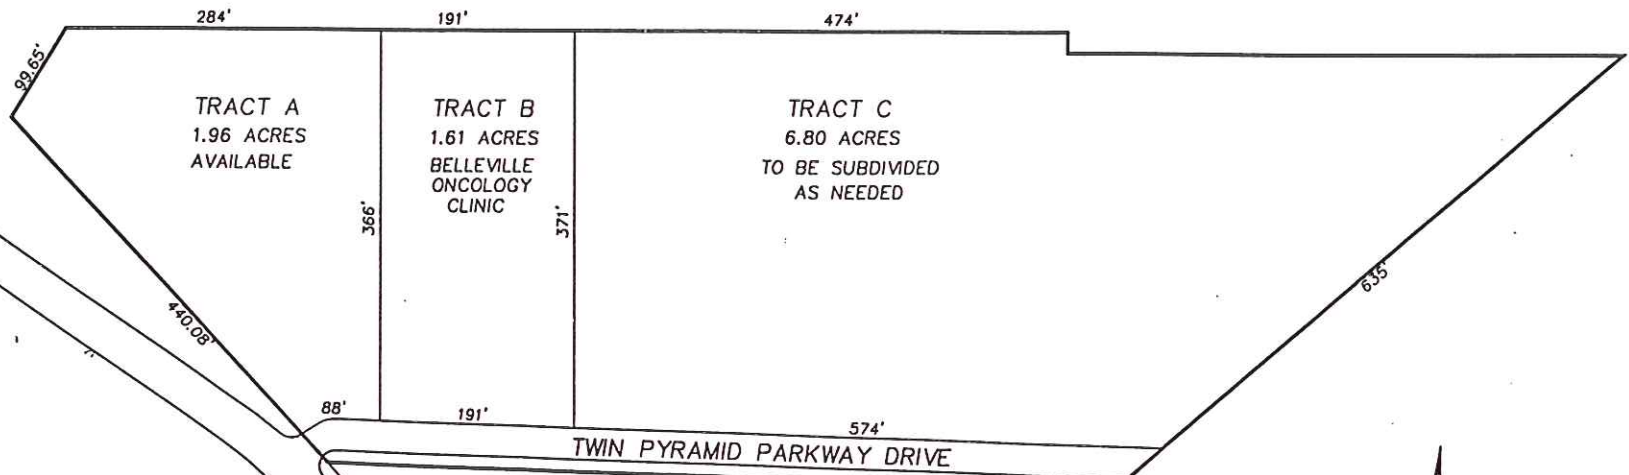 284'
191'
474'
99.65'
TRACT A
1.96 ACRES
AVAILABLE
TRACT B
1.61 ACRES
BELLEVILLE
ONCOLOGY
CLINIC
TRACT C
6.80 ACRES
TO BE SUBDIVIDED
AS NEEDED
366'
371'
635'
440.08'
88'
191'
574'
TWIN PYRAMID PARKWAY DRIVE